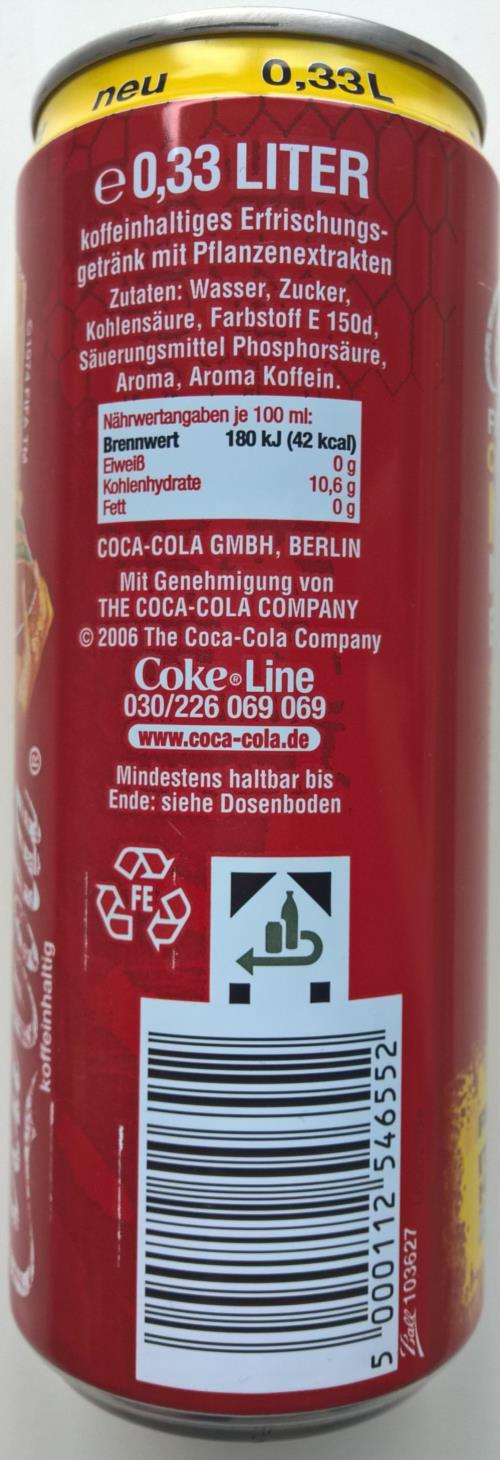 neu 0,33L
e 0,33 LITER
koffeinhaltiges Erfrischungs-
getränk mit Pflanzenextrakten
Zutaten: Wasser, Zucker,
Kohlensäure, Farbstoff E 150d,
Säuerungsmittel Phosphorsäure,
Aroma, Aroma Koffein.
Nährwertangaben je 100 ml:
Brennwert 180 kJ (42 kcal)
Eiweiß 0 g
Kohlenhydrate 10,6 g
Fett 0 g
COCA-COLA GMBH, BERLIN
Mit Genehmigung von
THE COCA-COLA COMPANY
© 2006 The Coca-Cola Company
Coke® Line
030/226 069 069
www.coca-cola.de
Mindestens haltbar bis
Ende: siehe Dosenboden
FE
5 000112 546552
Ball 103627
©1974 FIFA TM
®
koffeinhaltig